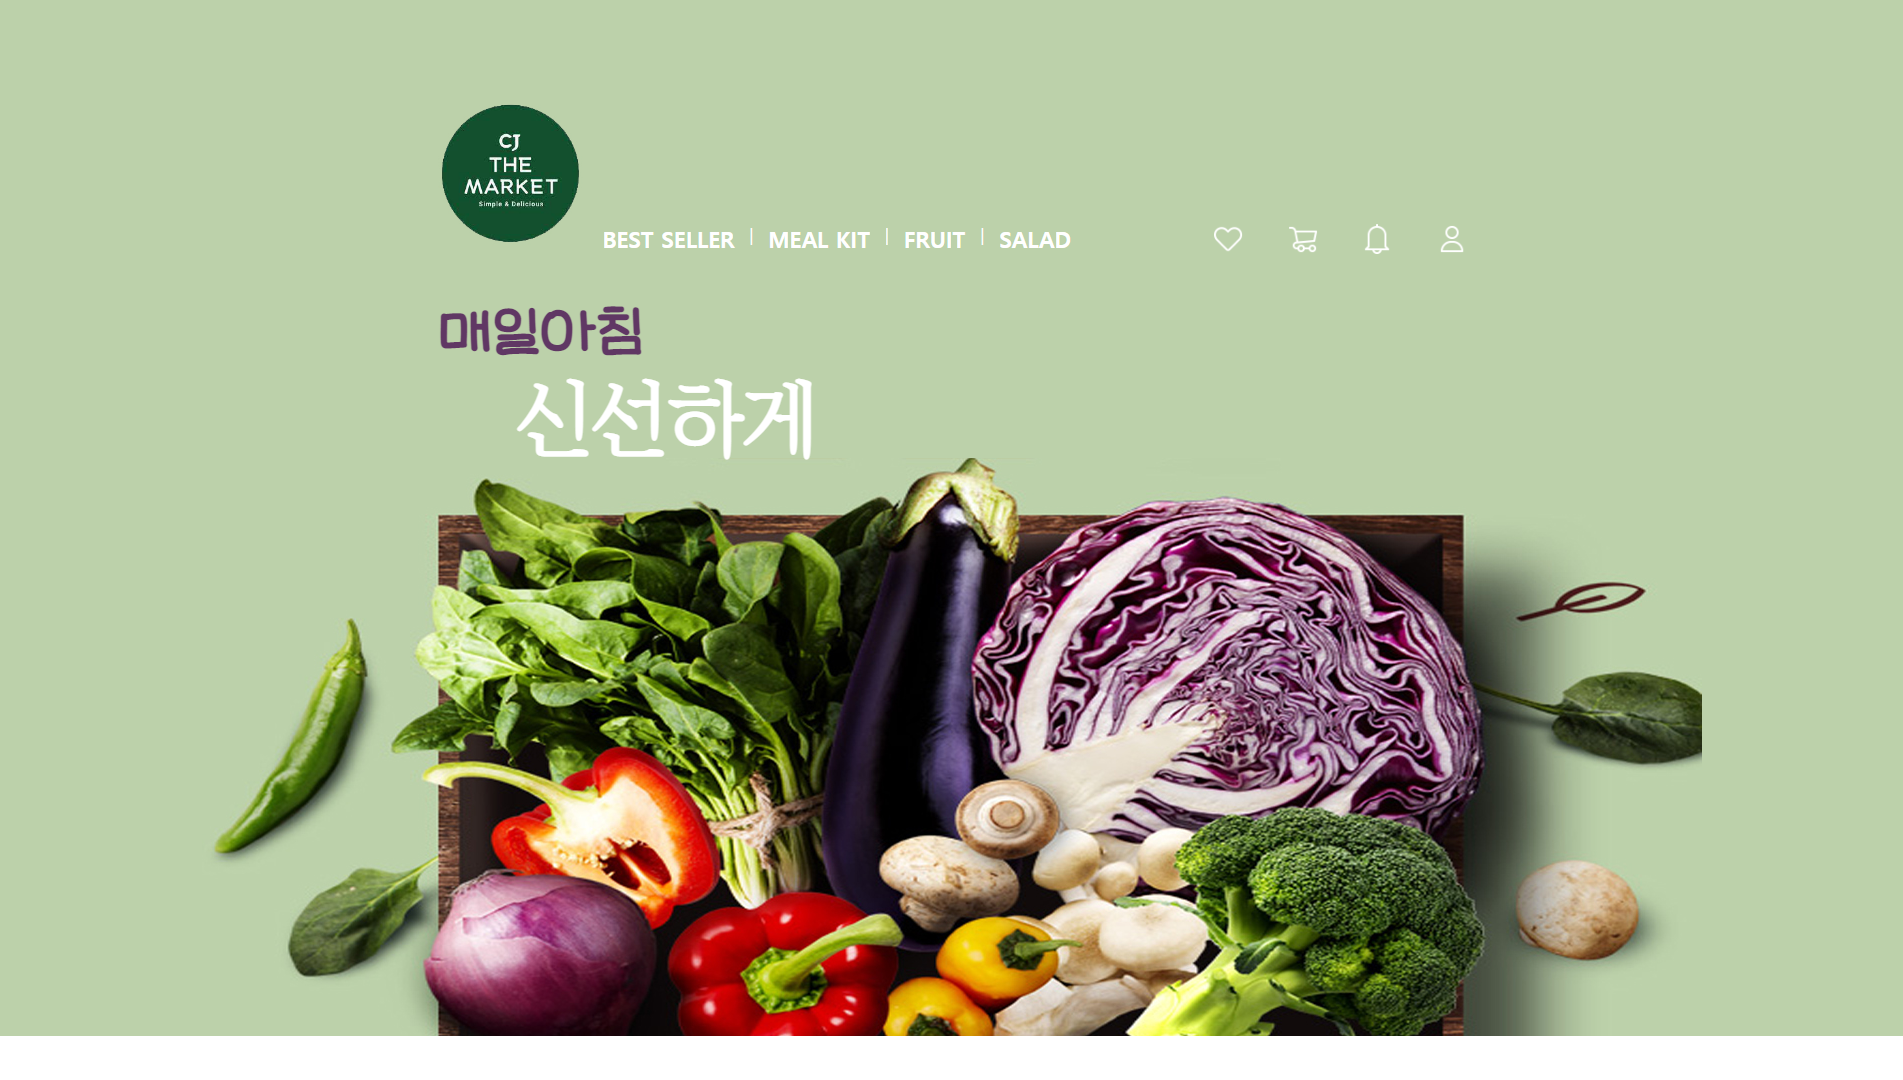 CJ
THE
MARKET
Simple & Delicious
BEST SELLER | MEAL KIT | FRUIT | SALAD
매일아침
신선하게